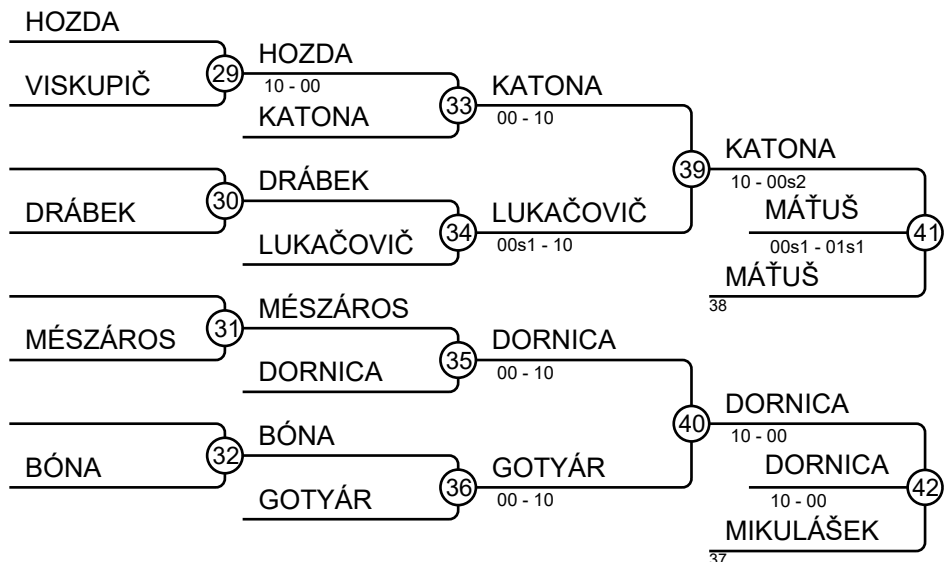 HOZDA
VISKUPIČ
29
HOZDA
10 - 00
KATONA
33
KATONA
00 - 10
DRÁBEK
30
DRÁBEK
LUKAČOVIČ
34
LUKAČOVIČ
00s1 - 10
39
KATONA
10 - 00s2
MÁŤUŠ
00s1 - 01s1
41
MÁŤUŠ
38
MÉSZÁROS
31
MÉSZÁROS
DORNICA
35
DORNICA
00 - 10
BÓNA
32
BÓNA
GOTYÁR
36
GOTYÁR
00 - 10
40
DORNICA
10 - 00
DORNICA
10 - 00
42
MIKULÁŠEK
37